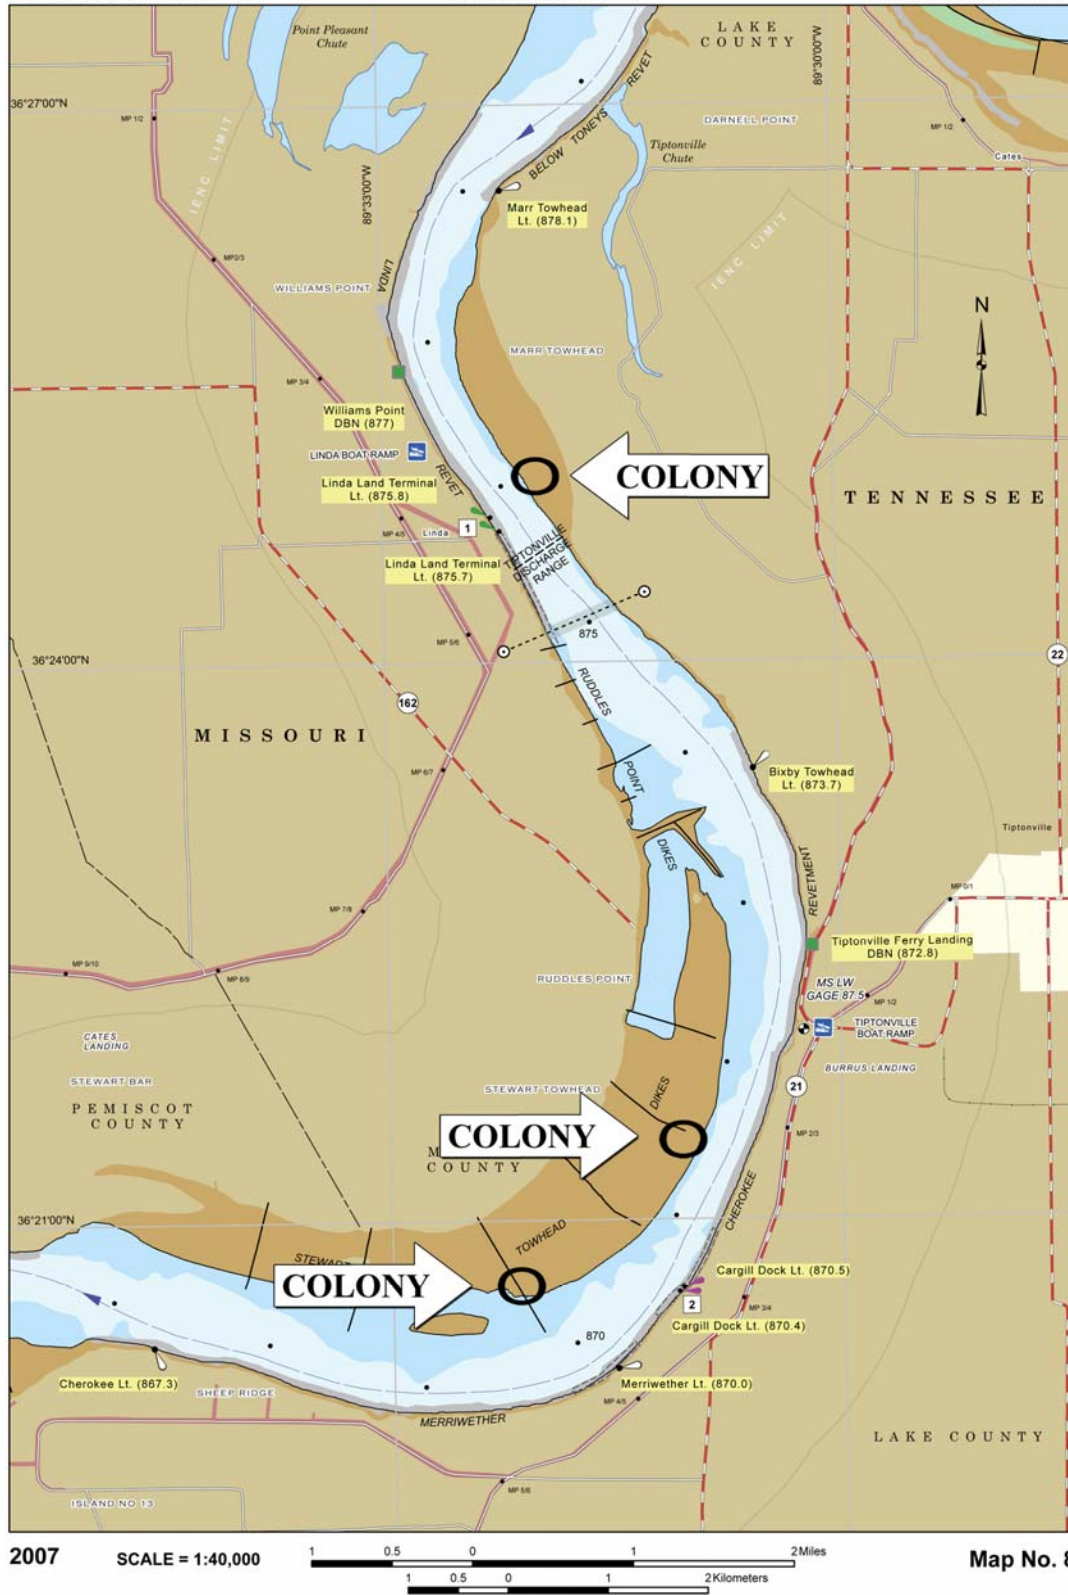 Point Pleasant
Chute
LAKE
COUNTY
89°30'00"W
36°27'00"N
MP 1/2
IENC LIMIT
BELOW TONEYS REVET
DARNELL POINT
MP 1/2
Tiptonville
Chute
Cates
89°33'00"W
Marr Towhead
Lt. (878.1)
IENC LIMIT
MP2/3
LINDA
WILLIAMS POINT
N
MARR TOWHEAD
MP 3/4
Williams Point
DBN (877)
LINDA BOAT RAMP
REVET
COLONY
Linda Land Terminal
Lt. (875.8)
TENNESSEE
MP 4/5
Linda
1
TIPTONVILLE
DISCHARGE
RANGE
Linda Land Terminal
Lt. (875.7)
875
MP 5/6
36°24'00"N
22
RUDDLES
162
MISSOURI
POINT
MP 6/7
Bixby Towhead
Lt. (873.7)
Tiptonville
DIKES
REVETMENT
MP 0/1
MP 7/8
Tiptonville Ferry Landing
DBN (872.8)
MP 9/10
MP 8/9
RUDDLES POINT
MS LW
GAGE 87.5
MP 1/2
TIPTONVILLE
BOAT RAMP
CATES
LANDING
BURRUS LANDING
STEWART BAR
STEWART TOWHEAD
DIKES
21
PEMISCOT
COUNTY
COLONY
MP 2/3
M
COUNTY
CHEROKEE
36°21'00"N
TOWHEAD
STEWART
COLONY
Cargill Dock Lt. (870.5)
2
MP 3/4
Cargill Dock Lt. (870.4)
870
Cherokee Lt. (867.3)
SHEEP RIDGE
Merriwether Lt. (870.0)
MP 4/5
MERRIWETHER
LAKE COUNTY
MP 5/6
ISLAND NO 13
2007
SCALE = 1:40,000
1 0.5 0 1 2 Miles
1 0.5 0 1 2 Kilometers
Map No. 8